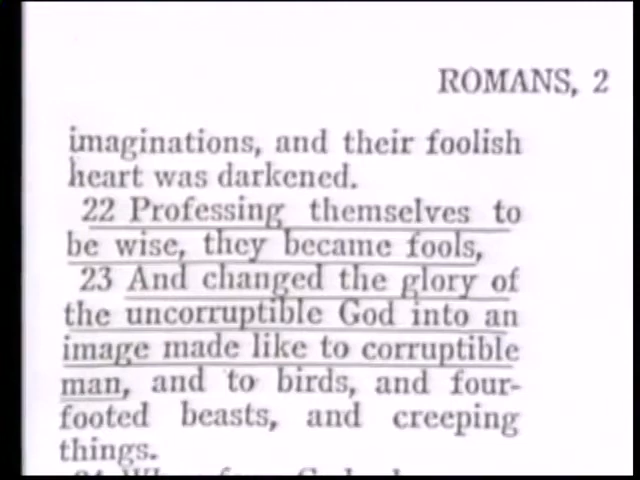 ROMANS, 2
imaginations, and their foolish
heart was darkened.
22 Professing themselves to
be wise, they became fools,
23 And changed the glory of
the uncorruptible God into an
image made like to corruptible
man, and to birds, and four-
footed beasts, and creeping
things.